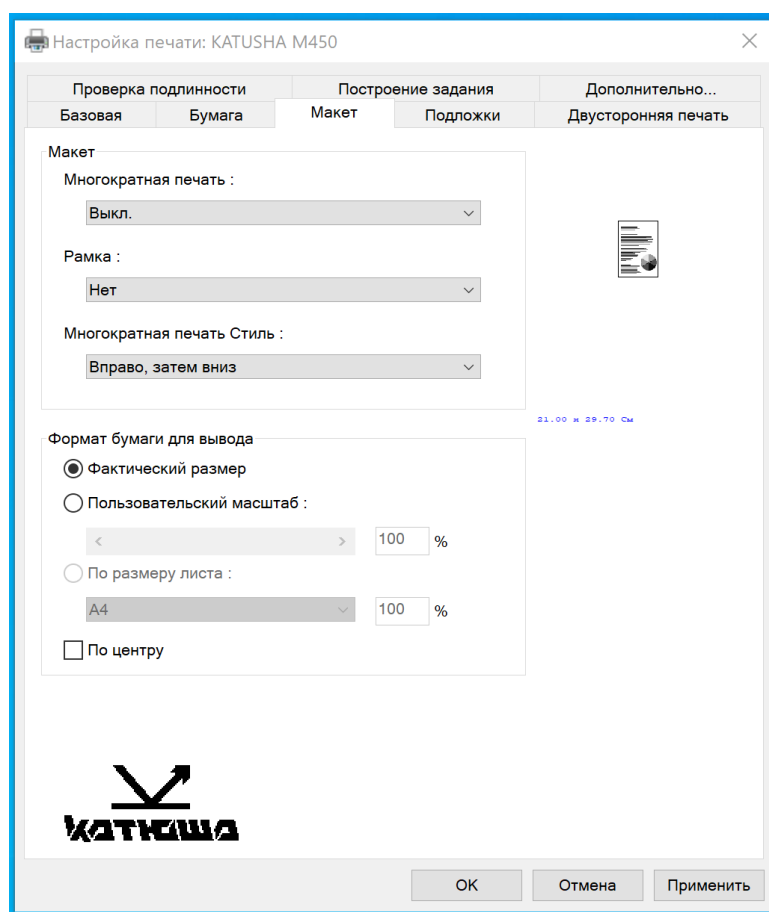 Настройка печати: KATUSHA M450
Проверка подлинности Построение задания Дополнительно...
Базовая Бумага Макет Подложки Двусторонняя печать
Макет
Многократная печать :
Выкл.
Рамка :
Нет
Многократная печать Стиль :
Вправо, затем вниз
21.00 и 29.70 См
Формат бумаги для вывода
Фактический размер
Пользовательский масштаб :
100 %
По размеру листа :
A4 100 %
По центру
катюша
OK Отмена Применить